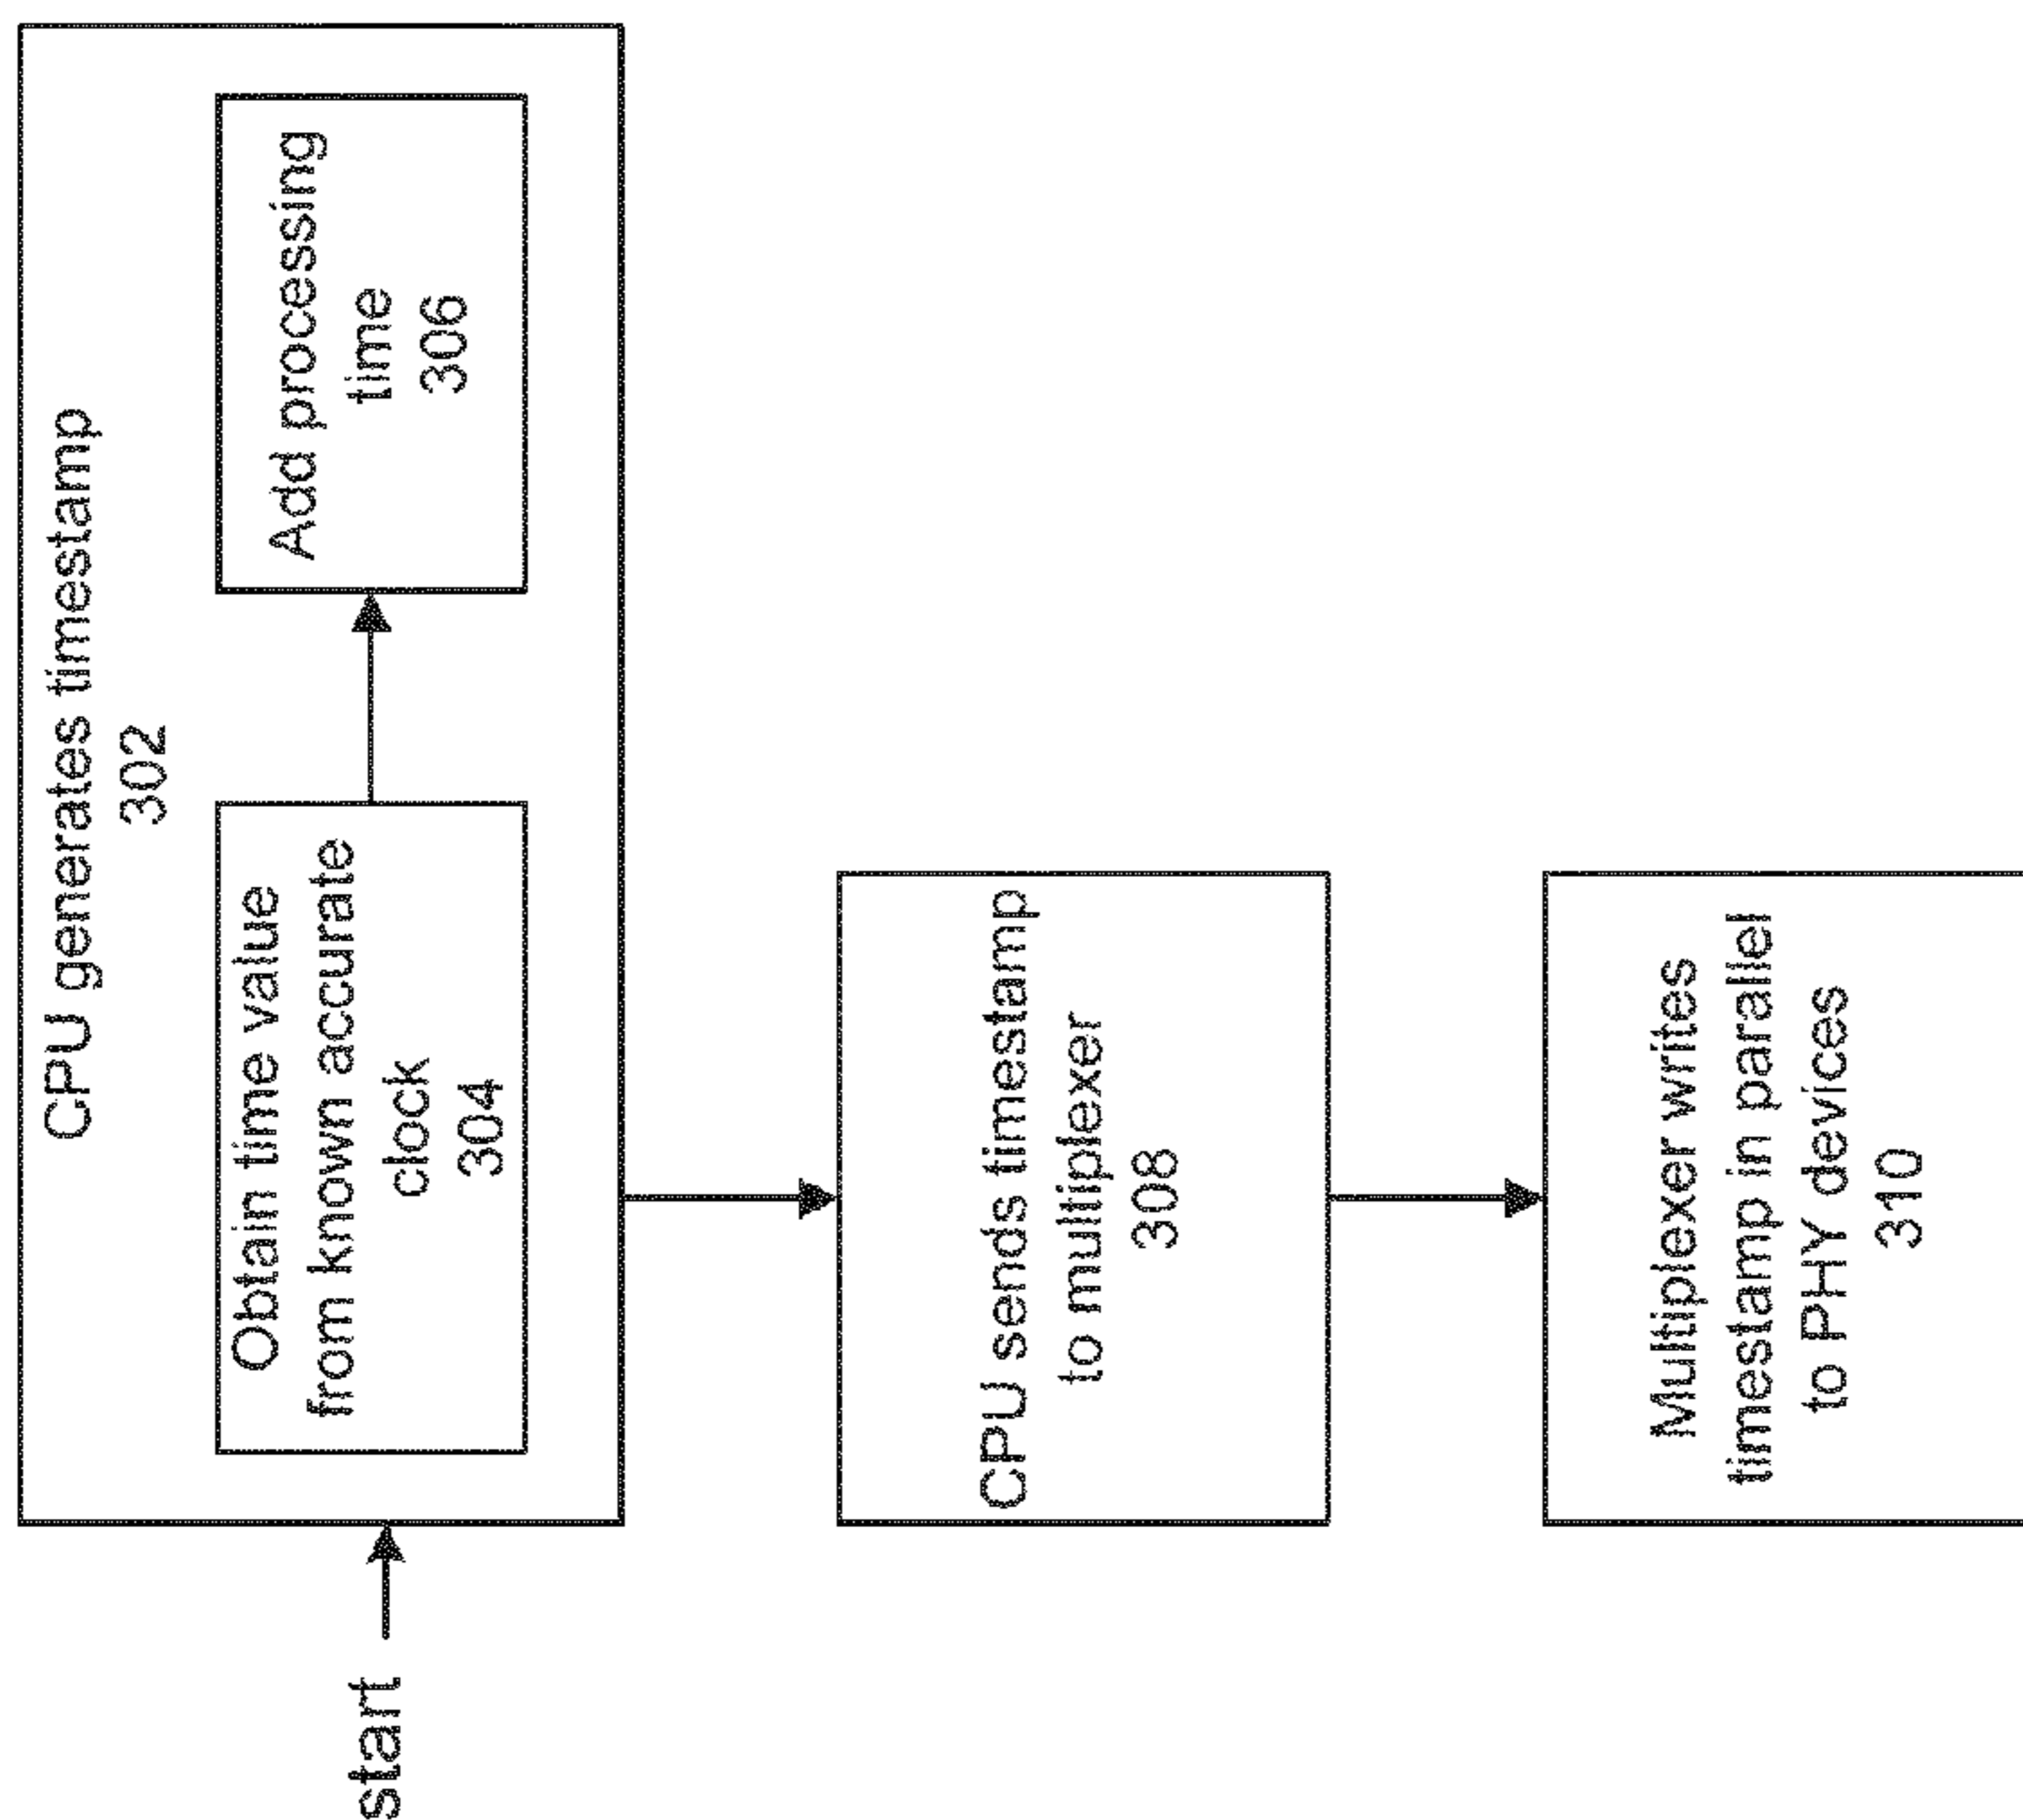 start
CPU generates timestamp
302
Obtain time value
from known accurate
clock
304
Add processing
time
306
CPU sends timestamp
to multiplexer
308
Multiplexer writes
timestamp in parallel
to PHY devices
310